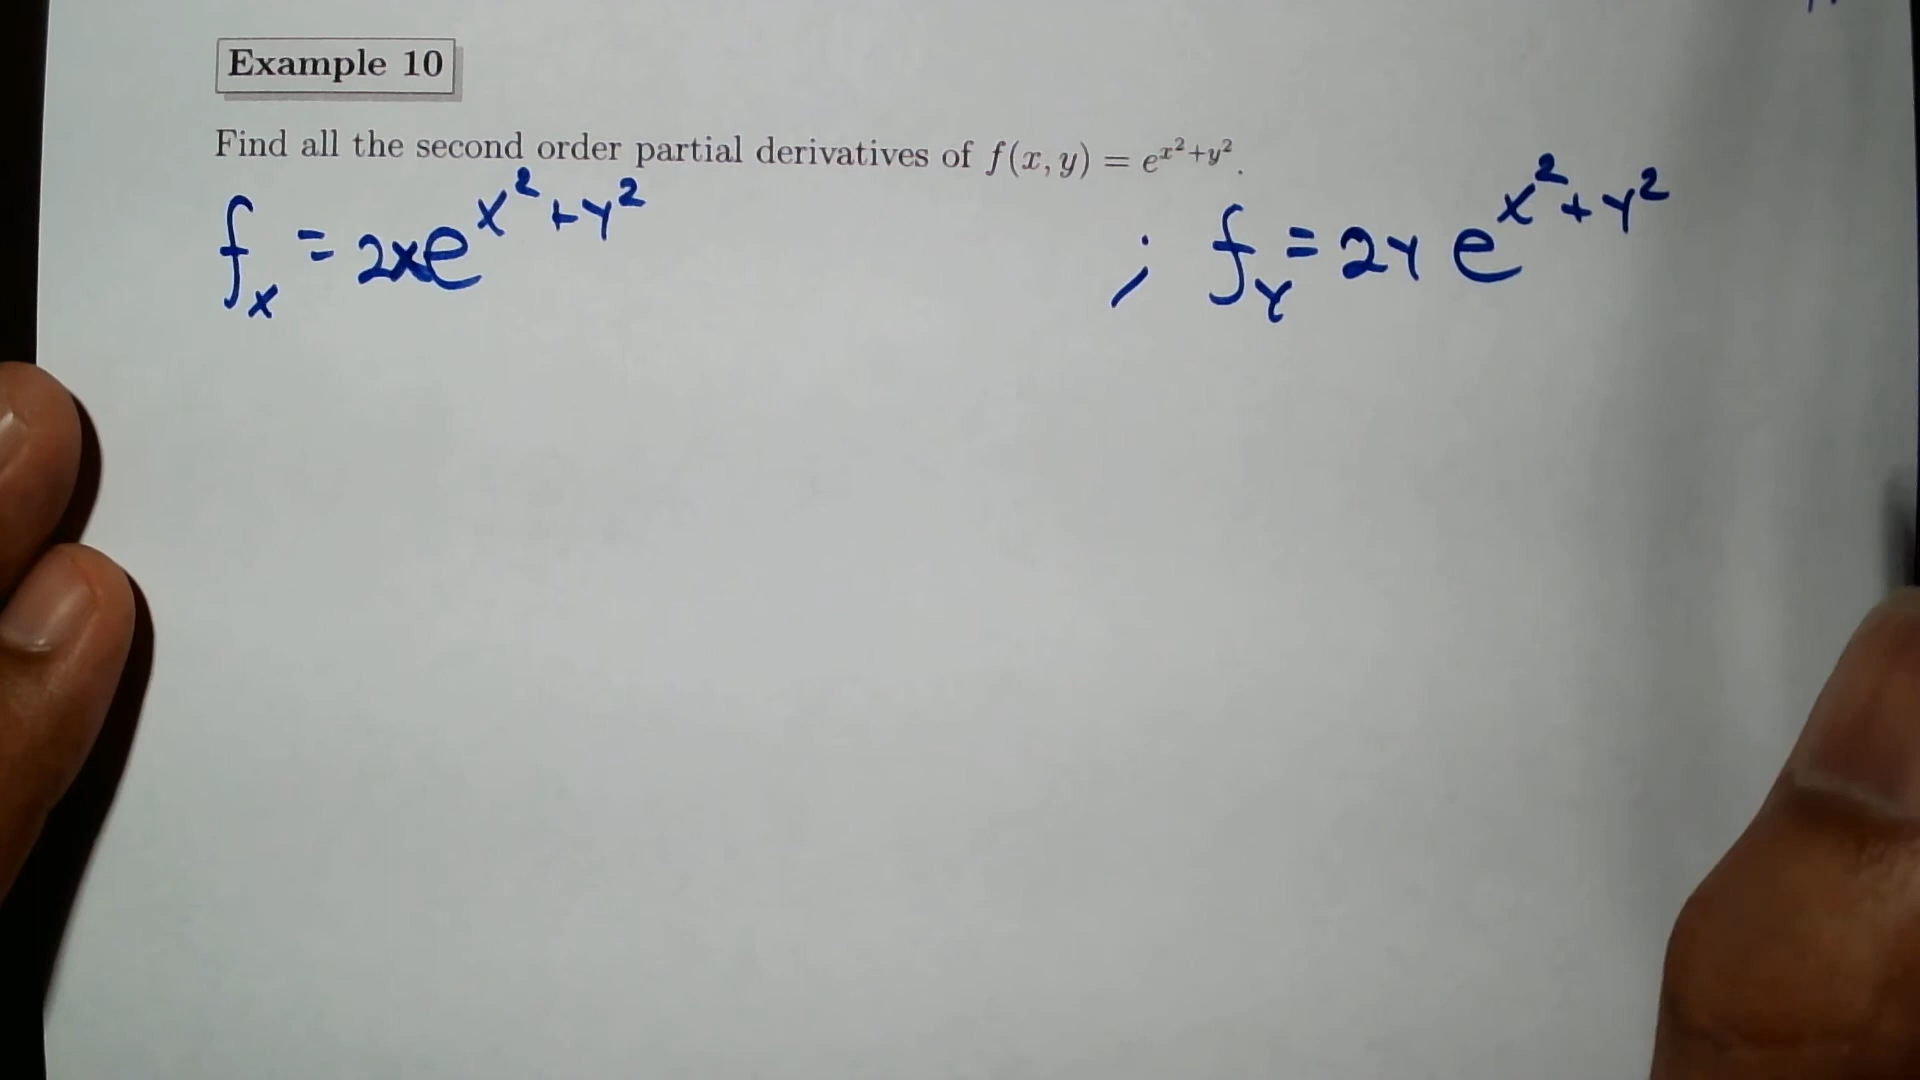 Example 10
Find all the second order partial derivatives of f(x, y) = e^{x²+y²}.
f_x = 2xe^{x²+y²} ; f_y = 2y e^{x²+y²}